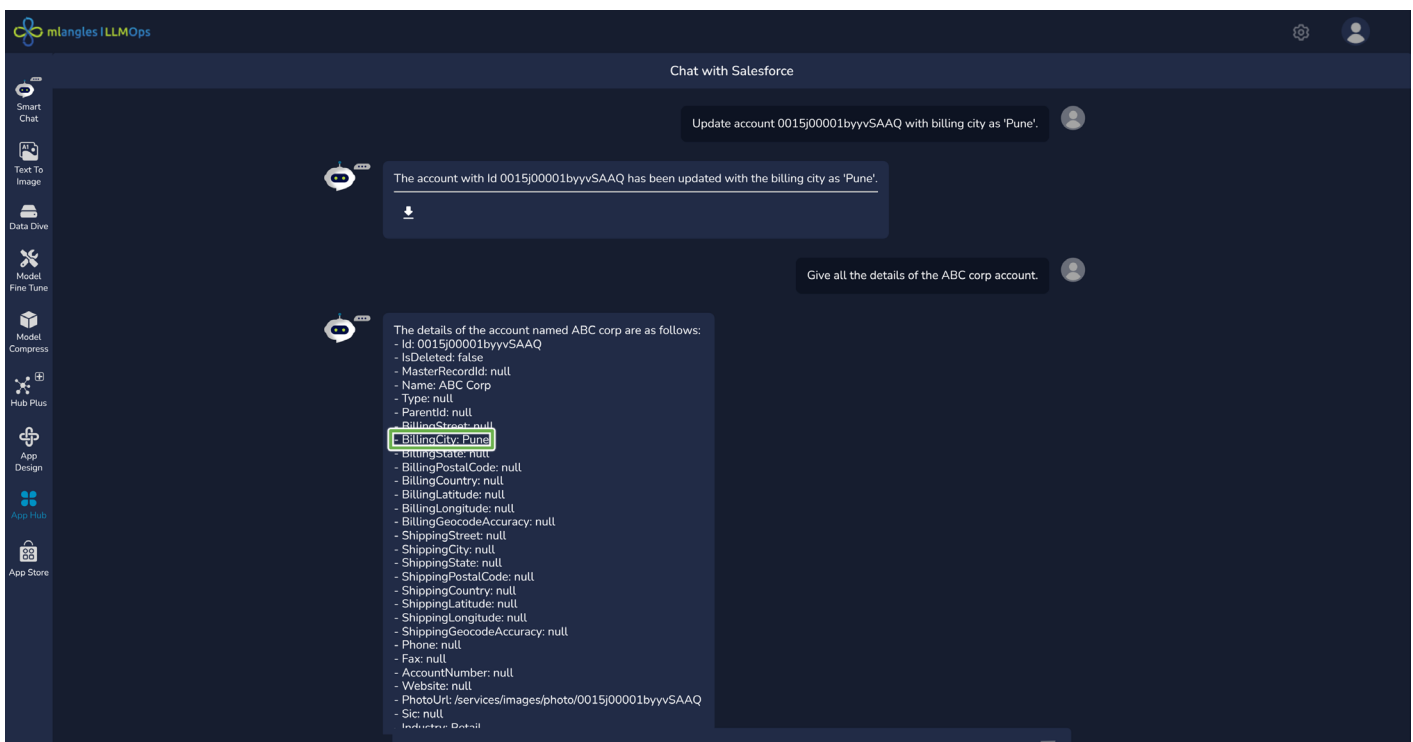 mlangles | LLMOps
Chat with Salesforce
Smart
Chat
Text To
Image
Data Dive
Model
Fine Tune
Model
Compress
Hub Plus
App
Design
App Hub
App Store
Update account 0015j00001byyvSAAQ with billing city as 'Pune'.
The account with Id 0015j00001byyvSAAQ has been updated with the billing city as 'Pune'.
Give all the details of the ABC corp account.
The details of the account named ABC corp are as follows:
- Id: 0015j00001byyvSAAQ
- IsDeleted: false
- MasterRecordId: null
- Name: ABC Corp
- Type: null
- ParentId: null
- BillingStreet: null
- BillingCity: Pune
- BillingState: null
- BillingPostalCode: null
- BillingCountry: null
- BillingLatitude: null
- BillingLongitude: null
- BillingGeocodeAccuracy: null
- ShippingStreet: null
- ShippingCity: null
- ShippingState: null
- ShippingPostalCode: null
- ShippingCountry: null
- ShippingLatitude: null
- ShippingLongitude: null
- ShippingGeocodeAccuracy: null
- Phone: null
- Fax: null
- AccountNumber: null
- Website: null
- PhotoUrl: /services/images/photo/0015j00001byyvSAAQ
- Sic: null
- Industry: Retail